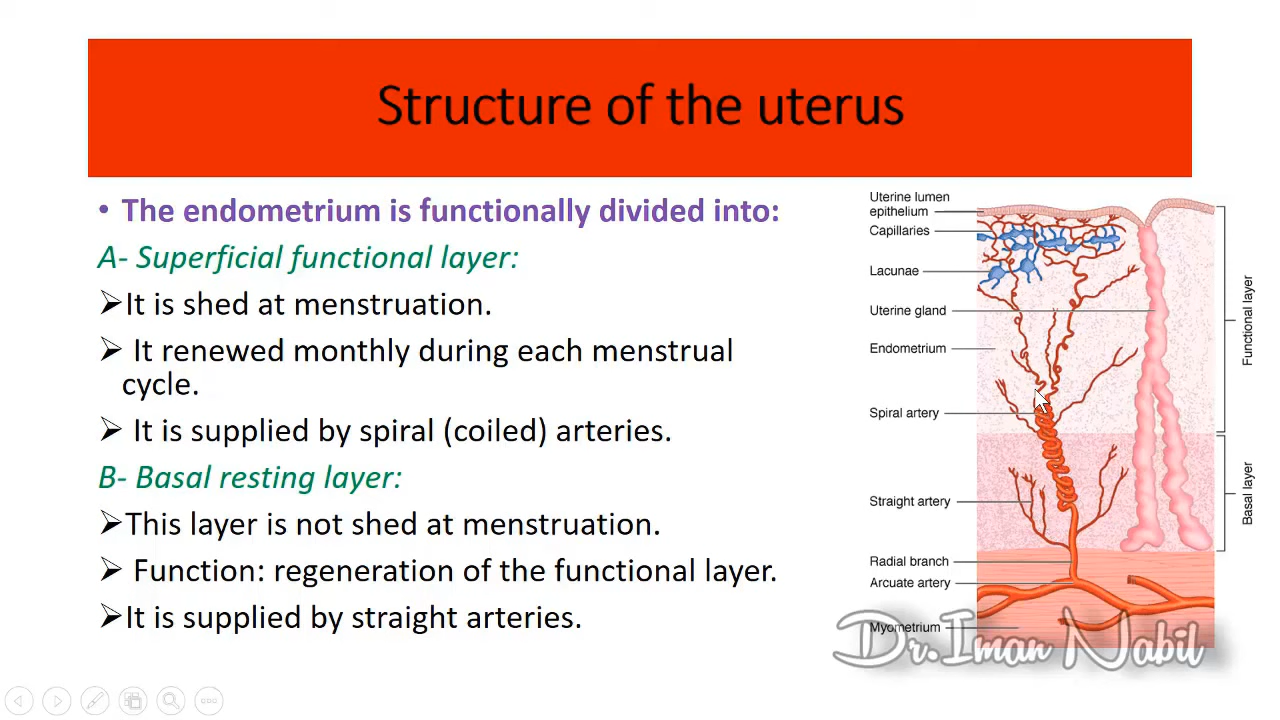 Structure of the uterus
• The endometrium is functionally divided into:
A- Superficial functional layer:
➢It is shed at menstruation.
➢ It renewed monthly during each menstrual
cycle.
➢ It is supplied by spiral (coiled) arteries.
B- Basal resting layer:
➢This layer is not shed at menstruation.
➢ Function: regeneration of the functional layer.
➢It is supplied by straight arteries.
Uterine lumen
epithelium
Capillaries
Lacunae
Uterine gland
Endometrium
Spiral artery
Straight artery
Radial branch
Arcuate artery
Myometrium
Functional layer
Basal layer
Dr.Iman Nabil